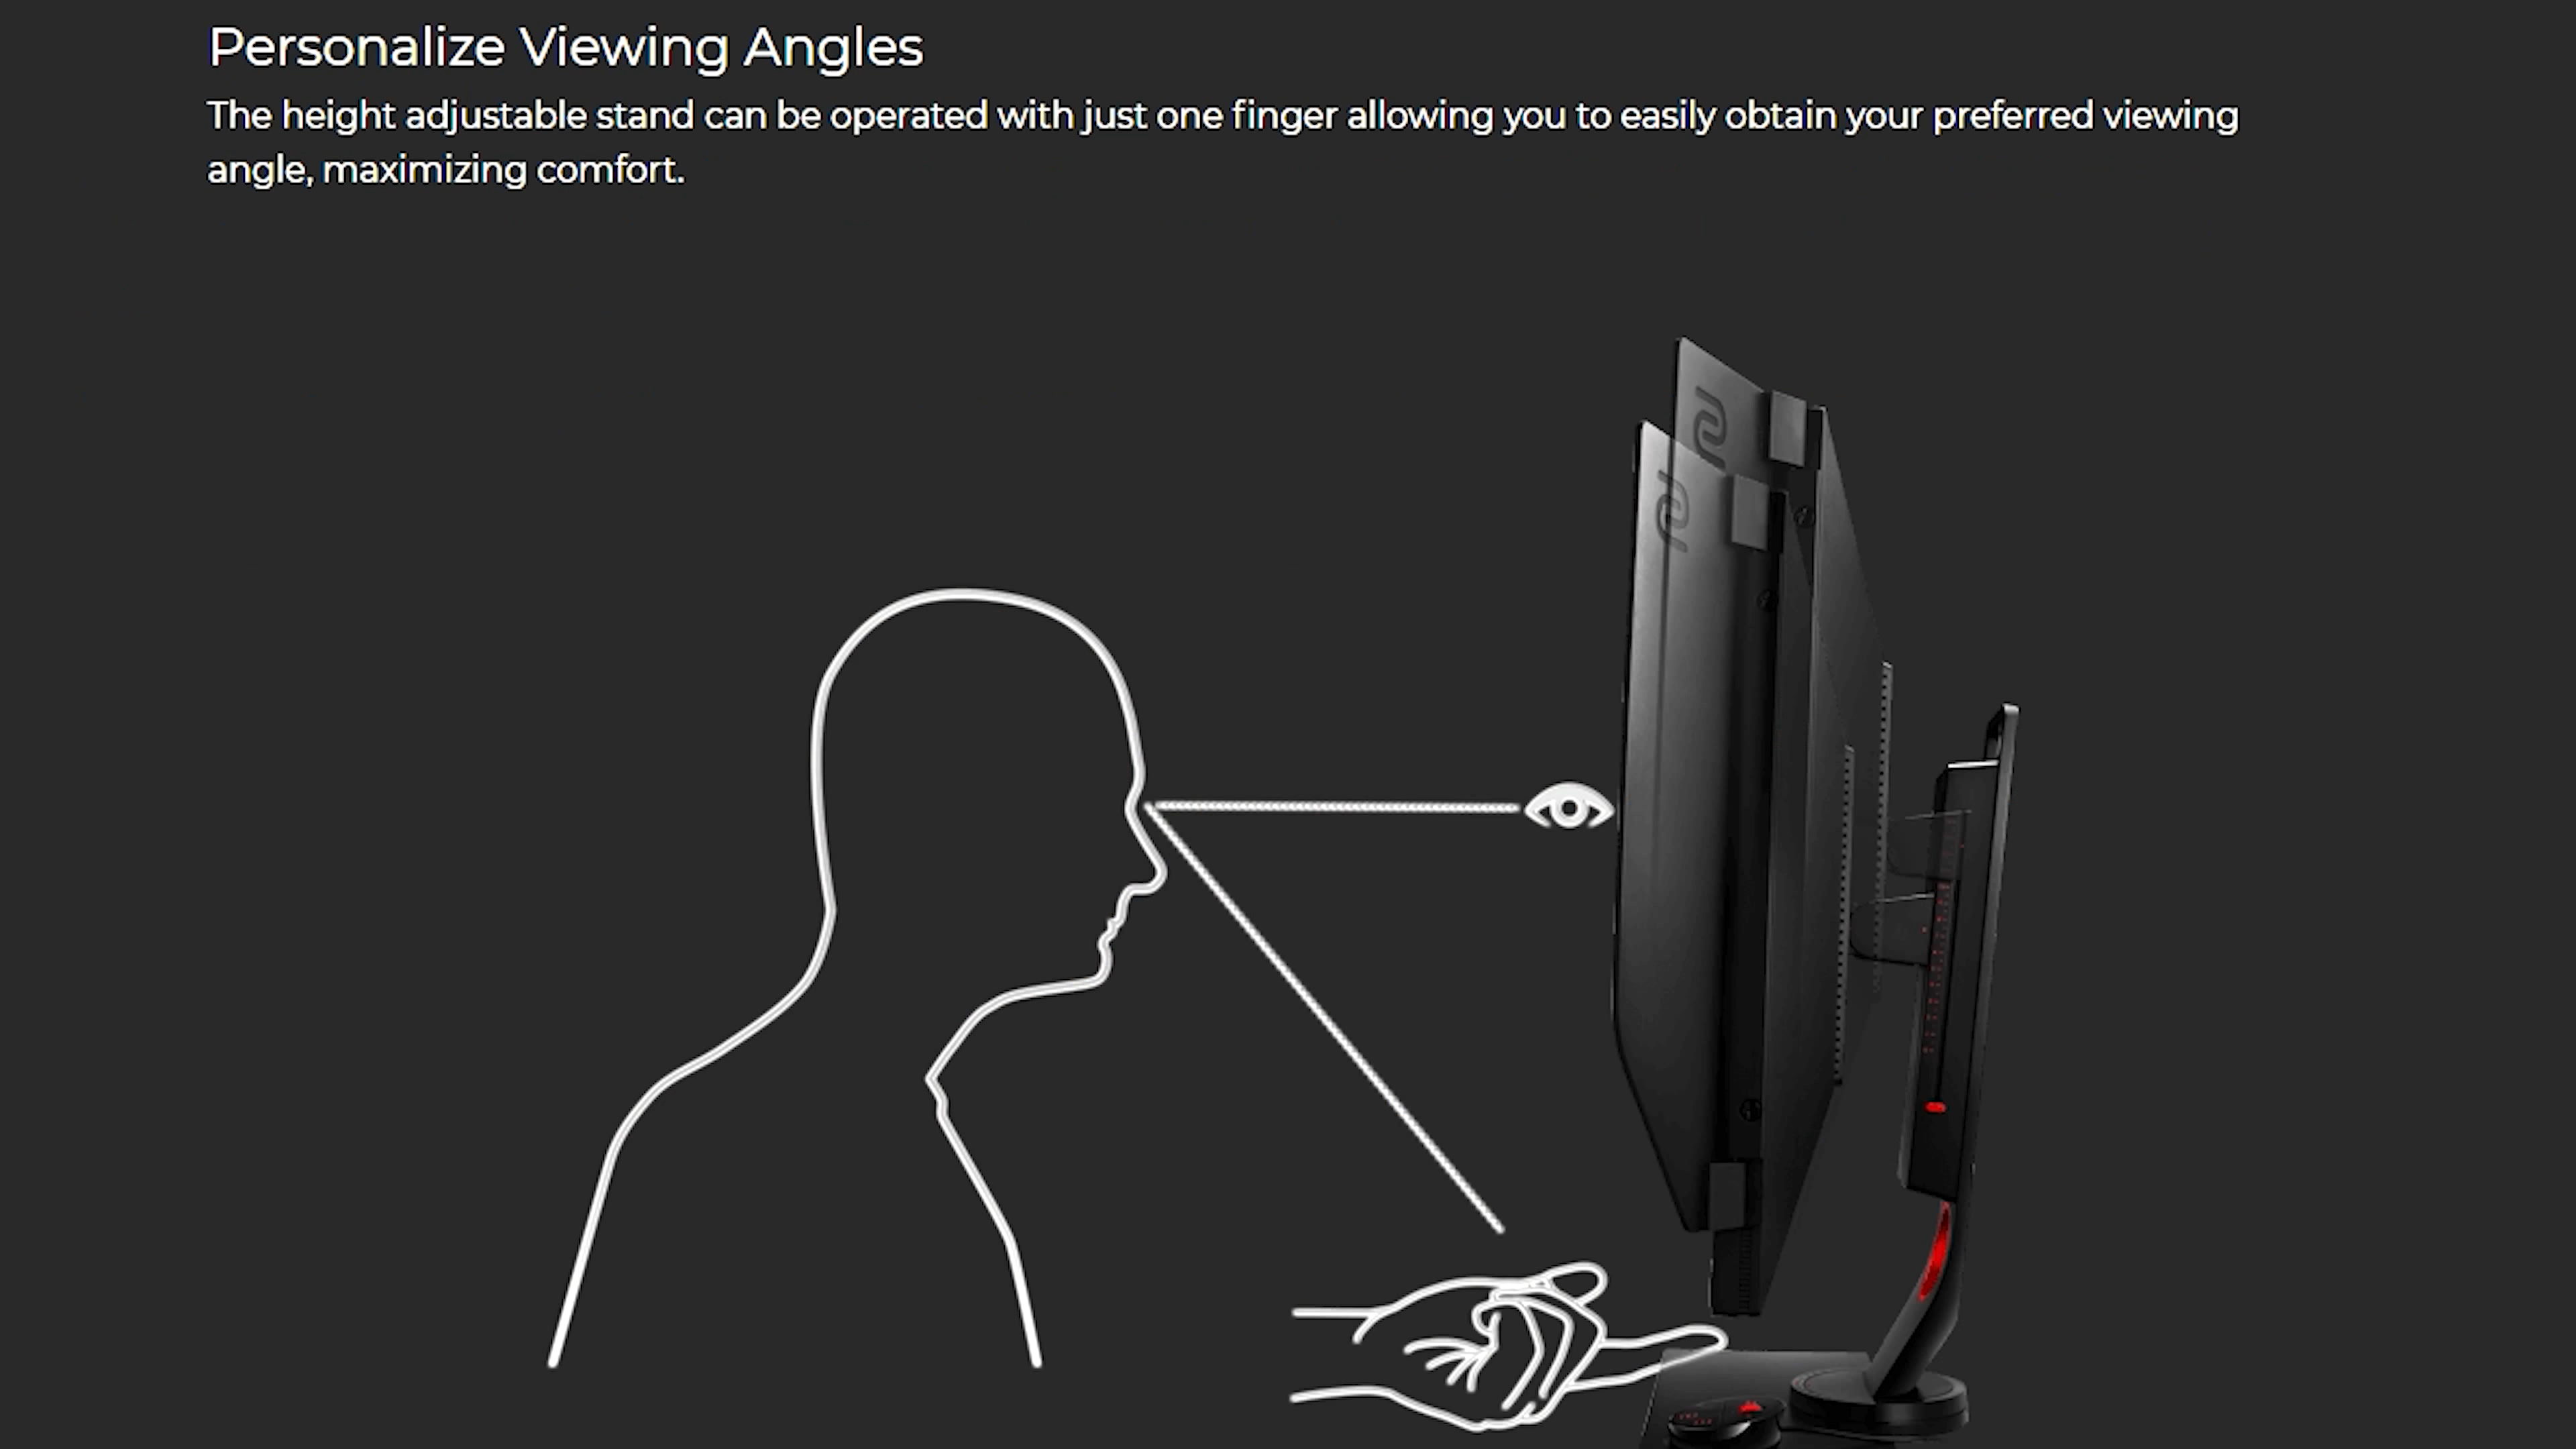 Personalize Viewing Angles
The height adjustable stand can be operated with just one finger allowing you to easily obtain your preferred viewing
angle, maximizing comfort.